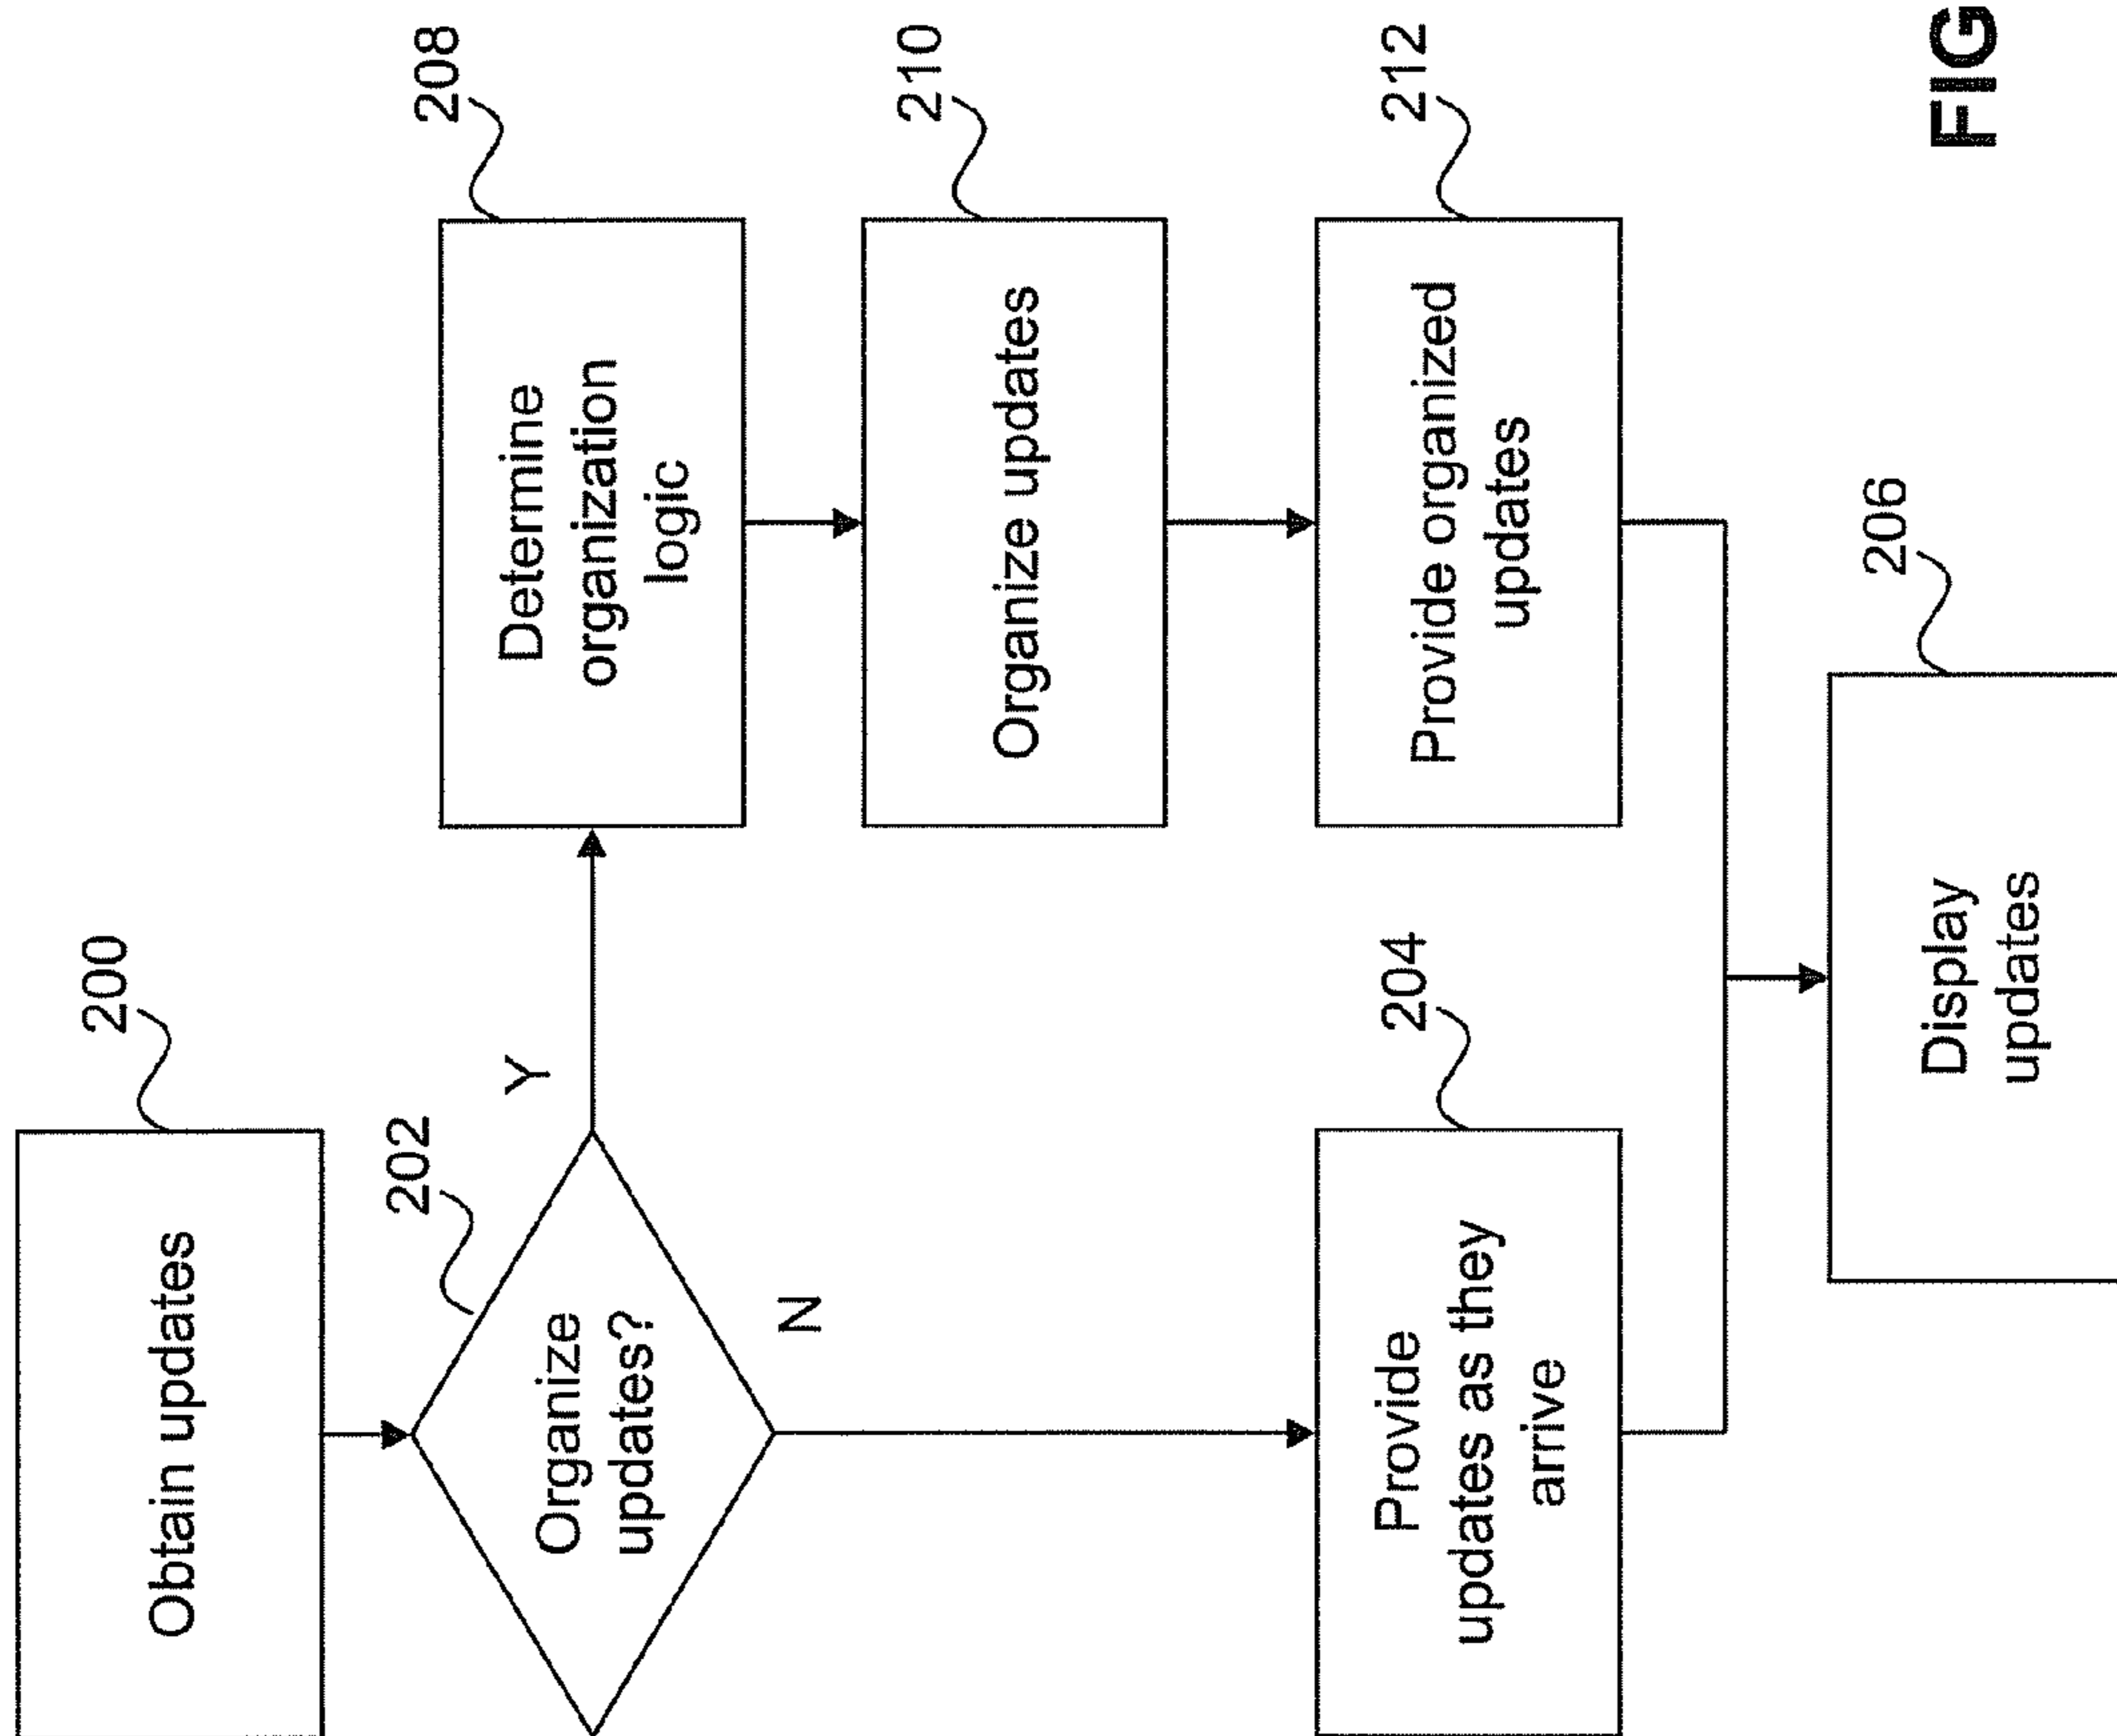 200
Obtain updates
202
Organize
updates?
Y
N
208
Determine
organization
logic
210
Organize updates
212
Provide organized
updates
204
Provide
updates as they
arrive
206
Display
updates
FIG